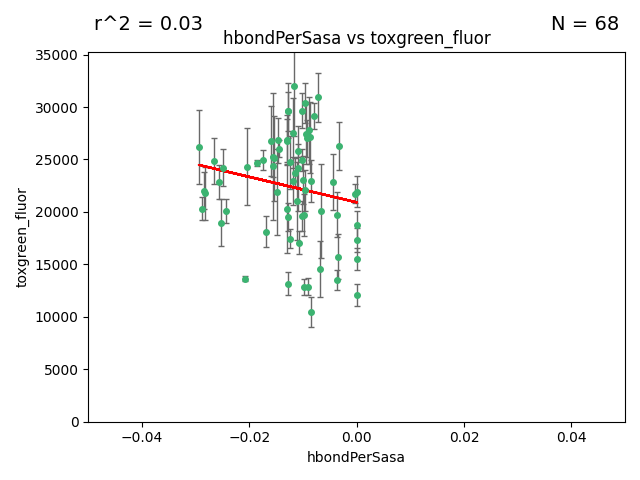 r^2 = 0.03
N = 68
hbondPerSasa vs toxgreen_fluor
35000
30000
25000
20000
15000
10000
5000
0
toxgreen_fluor
−0.04
−0.02
0.00
0.02
0.04
hbondPerSasa